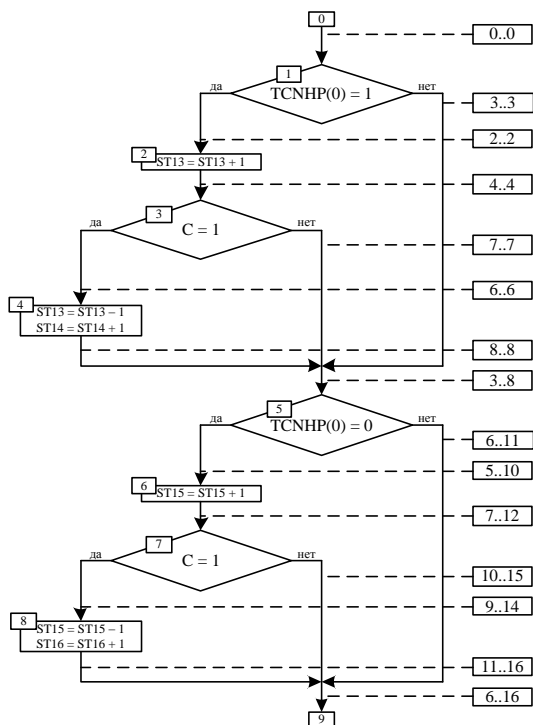 0
0..0
1
да
нет
TCNHP(0) = 1
3..3
2..2
2
ST13 = ST13 + 1
4..4
3
да
нет
C = 1
7..7
6..6
4
ST13 = ST13 – 1
ST14 = ST14 + 1
8..8
3..8
5
да
нет
TCNHP(0) = 0
6..11
5..10
6
ST15 = ST15 + 1
7..12
7
да
нет
C = 1
10..15
9..14
8
ST15 = ST15 – 1
ST16 = ST16 + 1
11..16
6..16
9